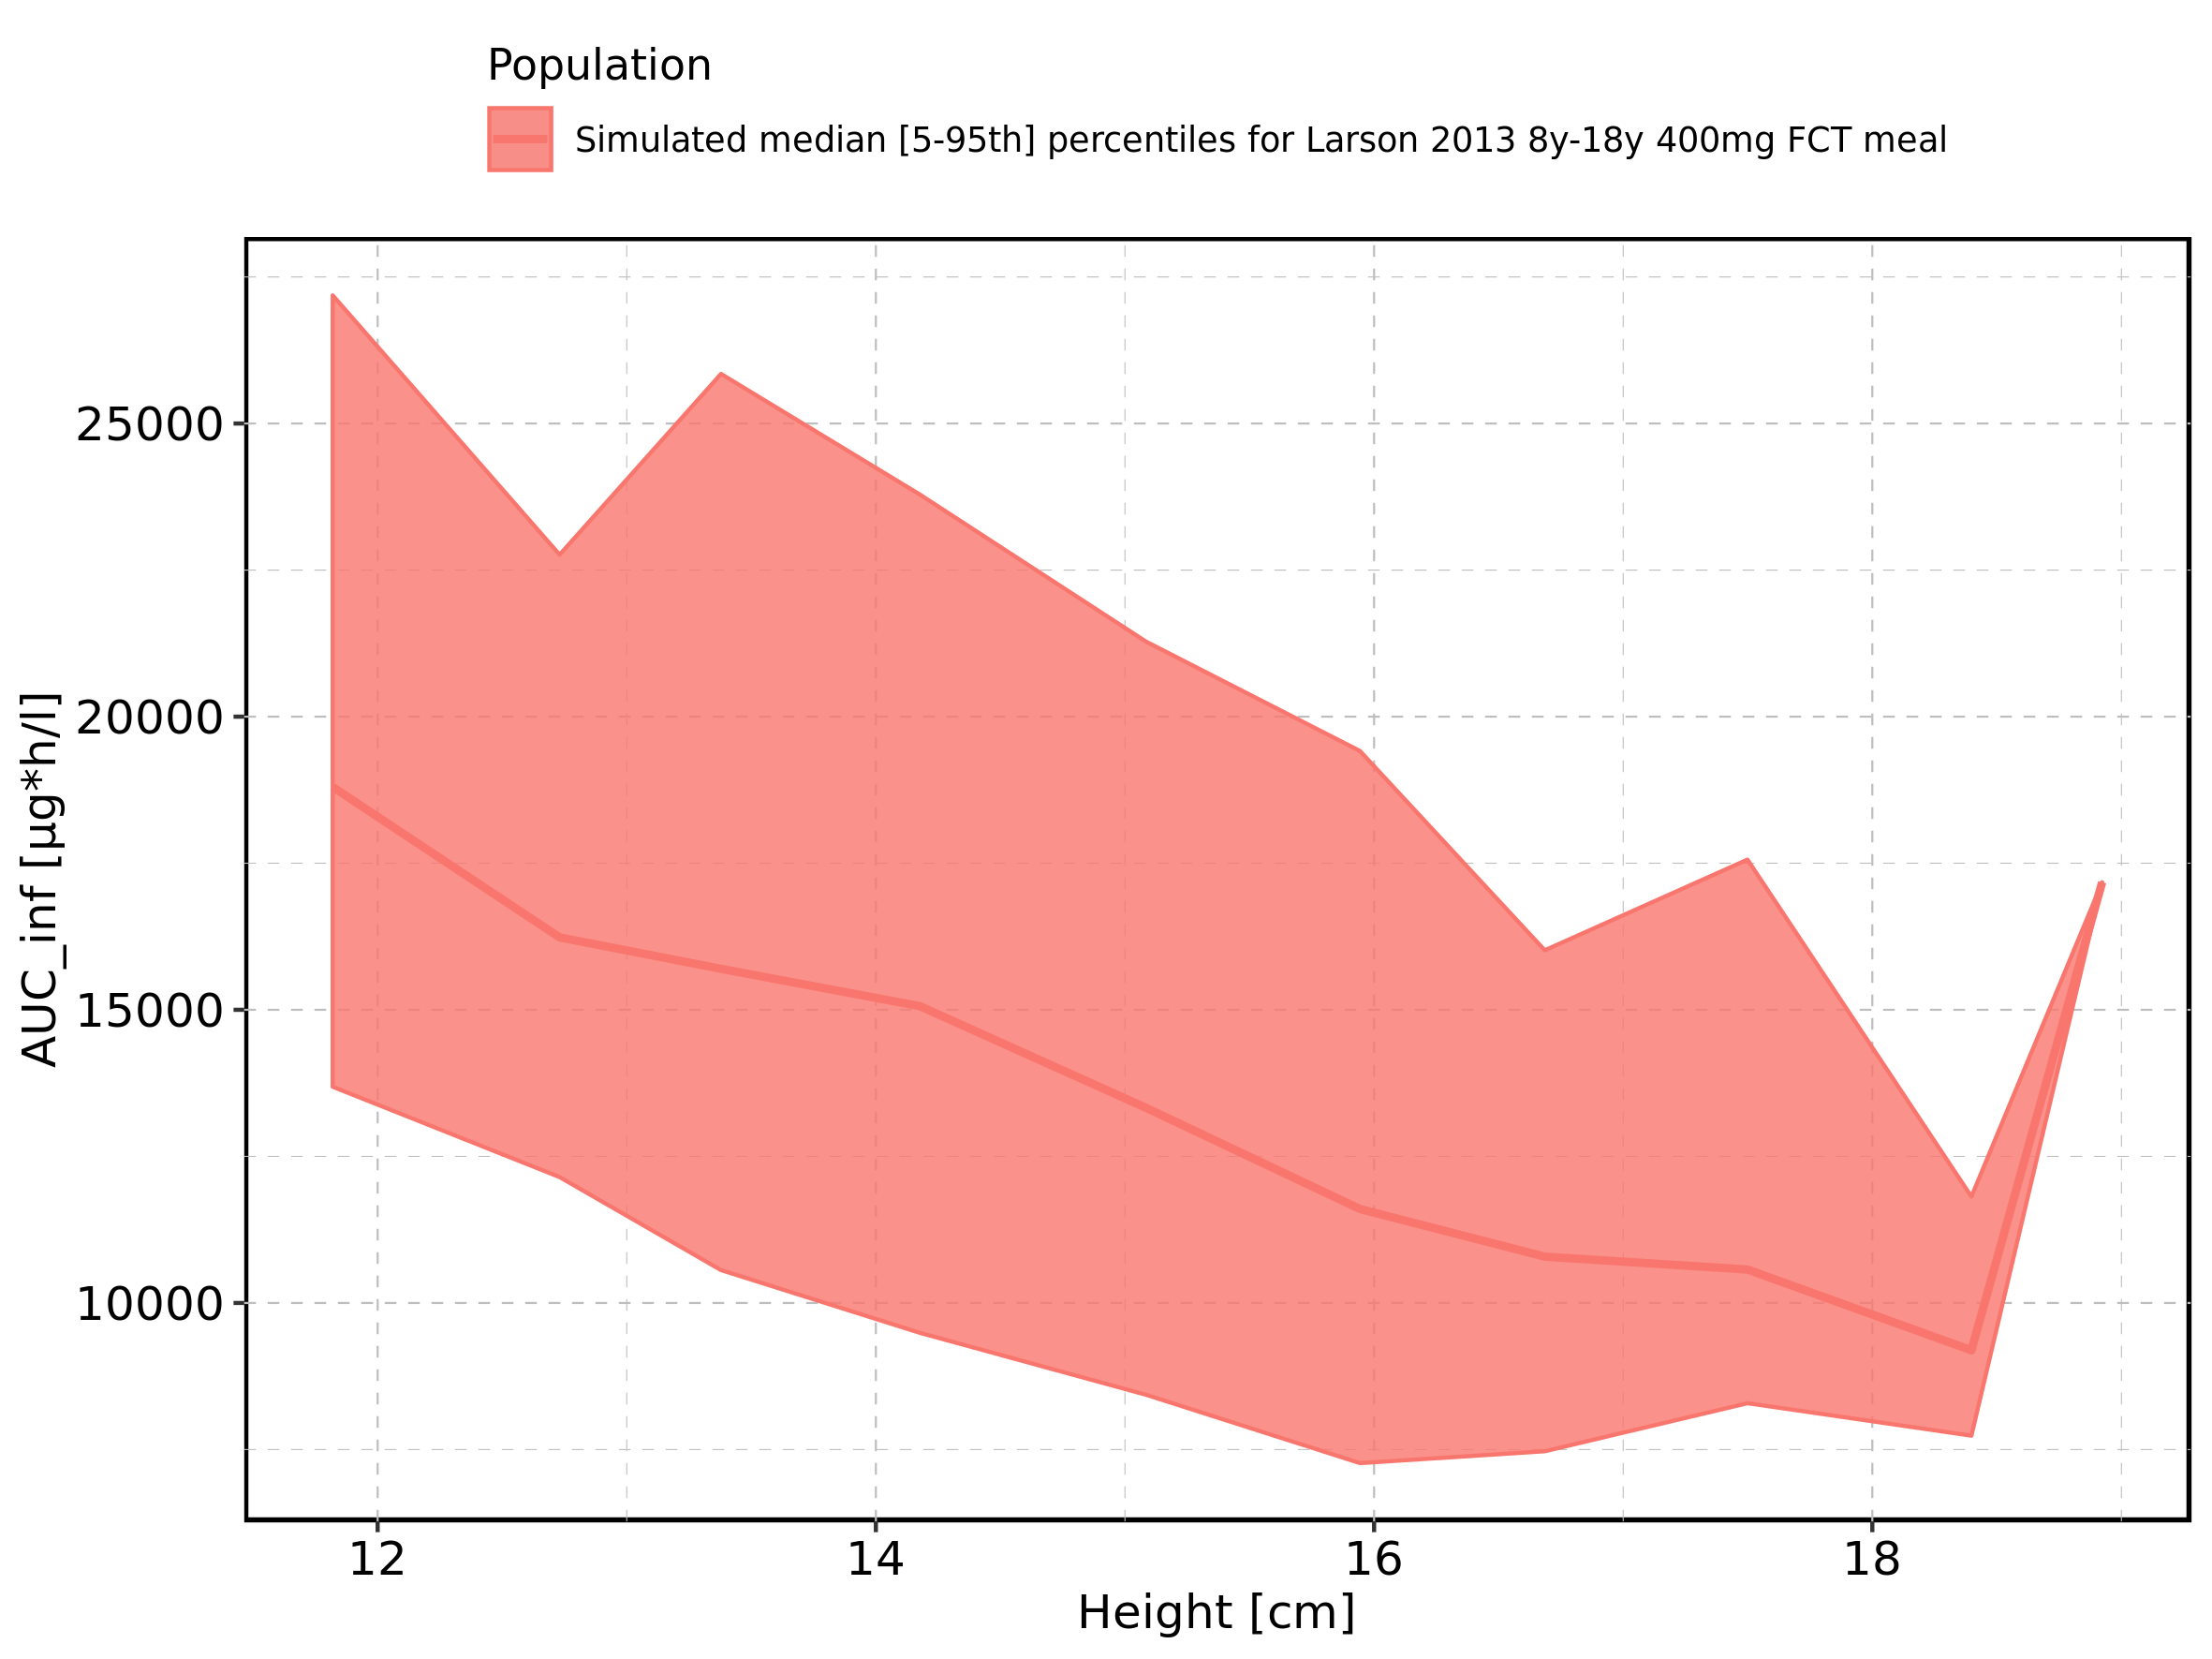 Population
Simulated median [5-95th] percentiles for Larson 2013 8y-18y 400mg FCT meal
AUC_inf [µg*h/l]
25000
20000
15000
10000
12 14 16 18
Height [cm]